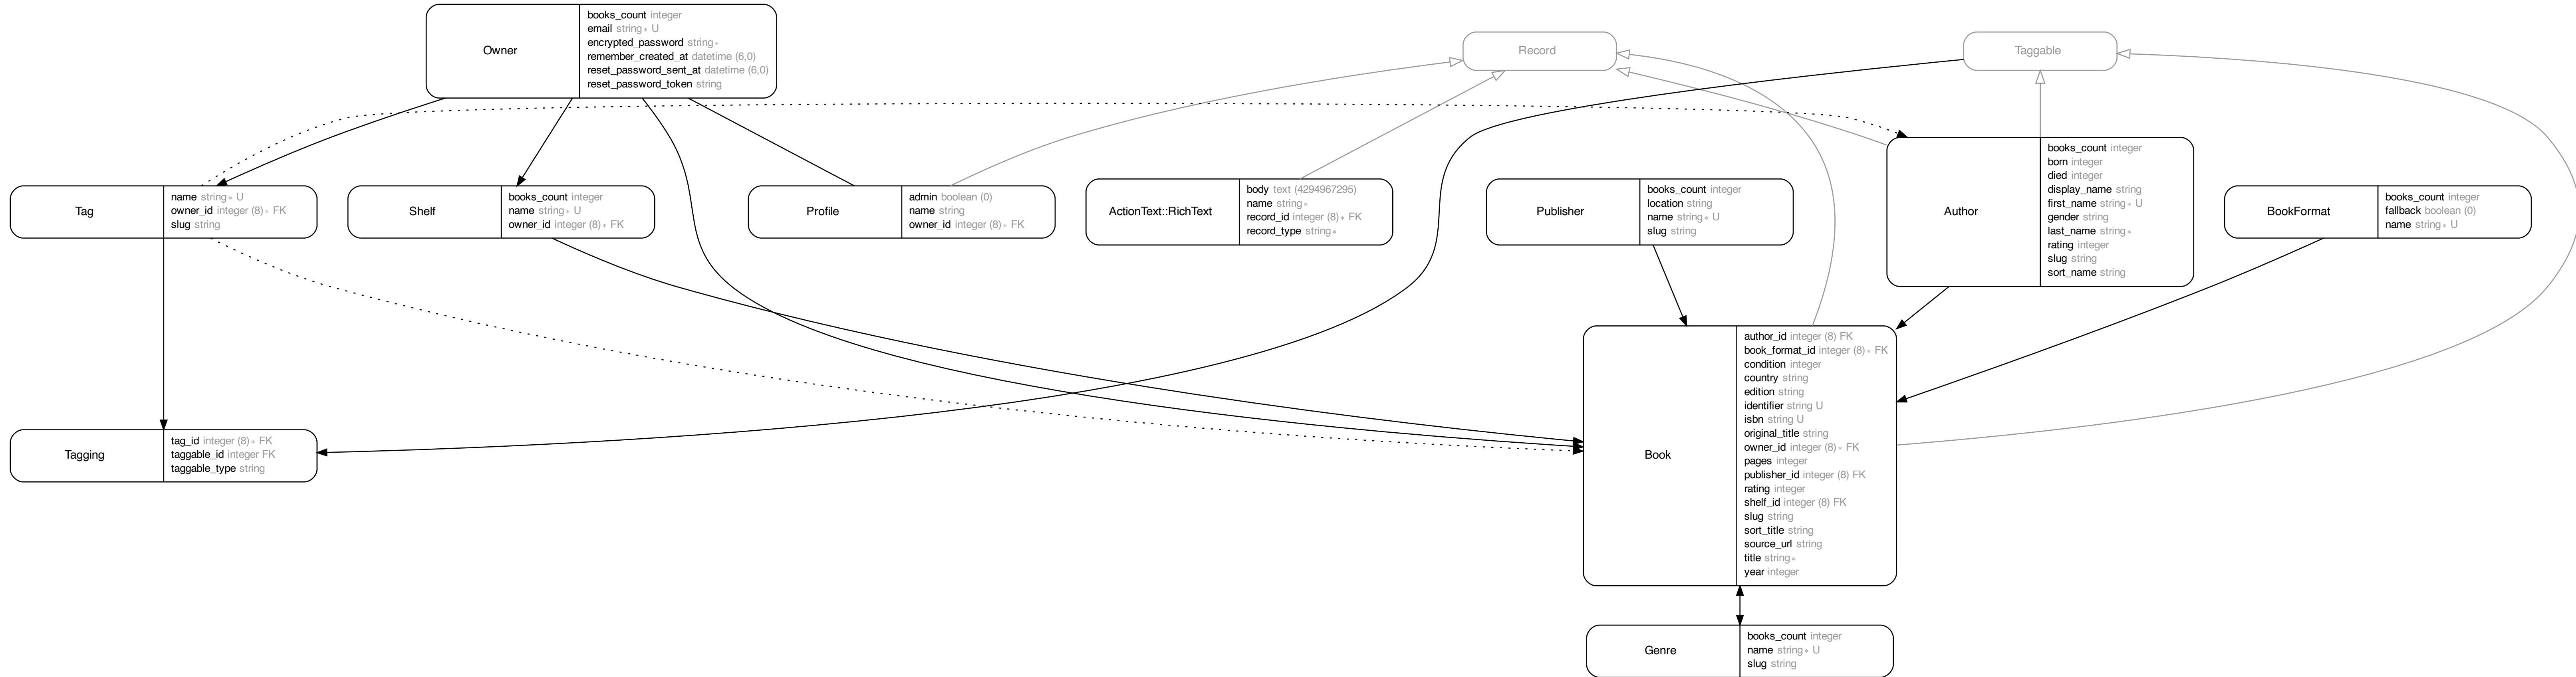 Owner
books_count integer
email string∗ U
encrypted_password string∗
remember_created_at datetime (6,0)
reset_password_sent_at datetime (6,0)
reset_password_token string
Record
Taggable
Tag
name string∗ U
owner_id integer (8)∗ FK
slug string
Shelf
books_count integer
name string∗ U
owner_id integer (8)∗ FK
Profile
admin boolean (0)
name string
owner_id integer (8)∗ FK
ActionText::RichText
body text (4294967295)
name string∗
record_id integer (8)∗ FK
record_type string∗
Publisher
books_count integer
location string
name string∗ U
slug string
Author
books_count integer
born integer
died integer
display_name string
first_name string∗ U
gender string
last_name string∗
rating integer
slug string
sort_name string
BookFormat
books_count integer
fallback boolean (0)
name string∗ U
Tagging
tag_id integer (8)∗ FK
taggable_id integer FK
taggable_type string
Book
author_id integer (8) FK
book_format_id integer (8)∗ FK
condition integer
country string
edition string
identifier string U
isbn string U
original_title string
owner_id integer (8)∗ FK
pages integer
publisher_id integer (8) FK
rating integer
shelf_id integer (8) FK
slug string
sort_title string
source_url string
title string∗
year integer
Genre
books_count integer
name string∗ U
slug string